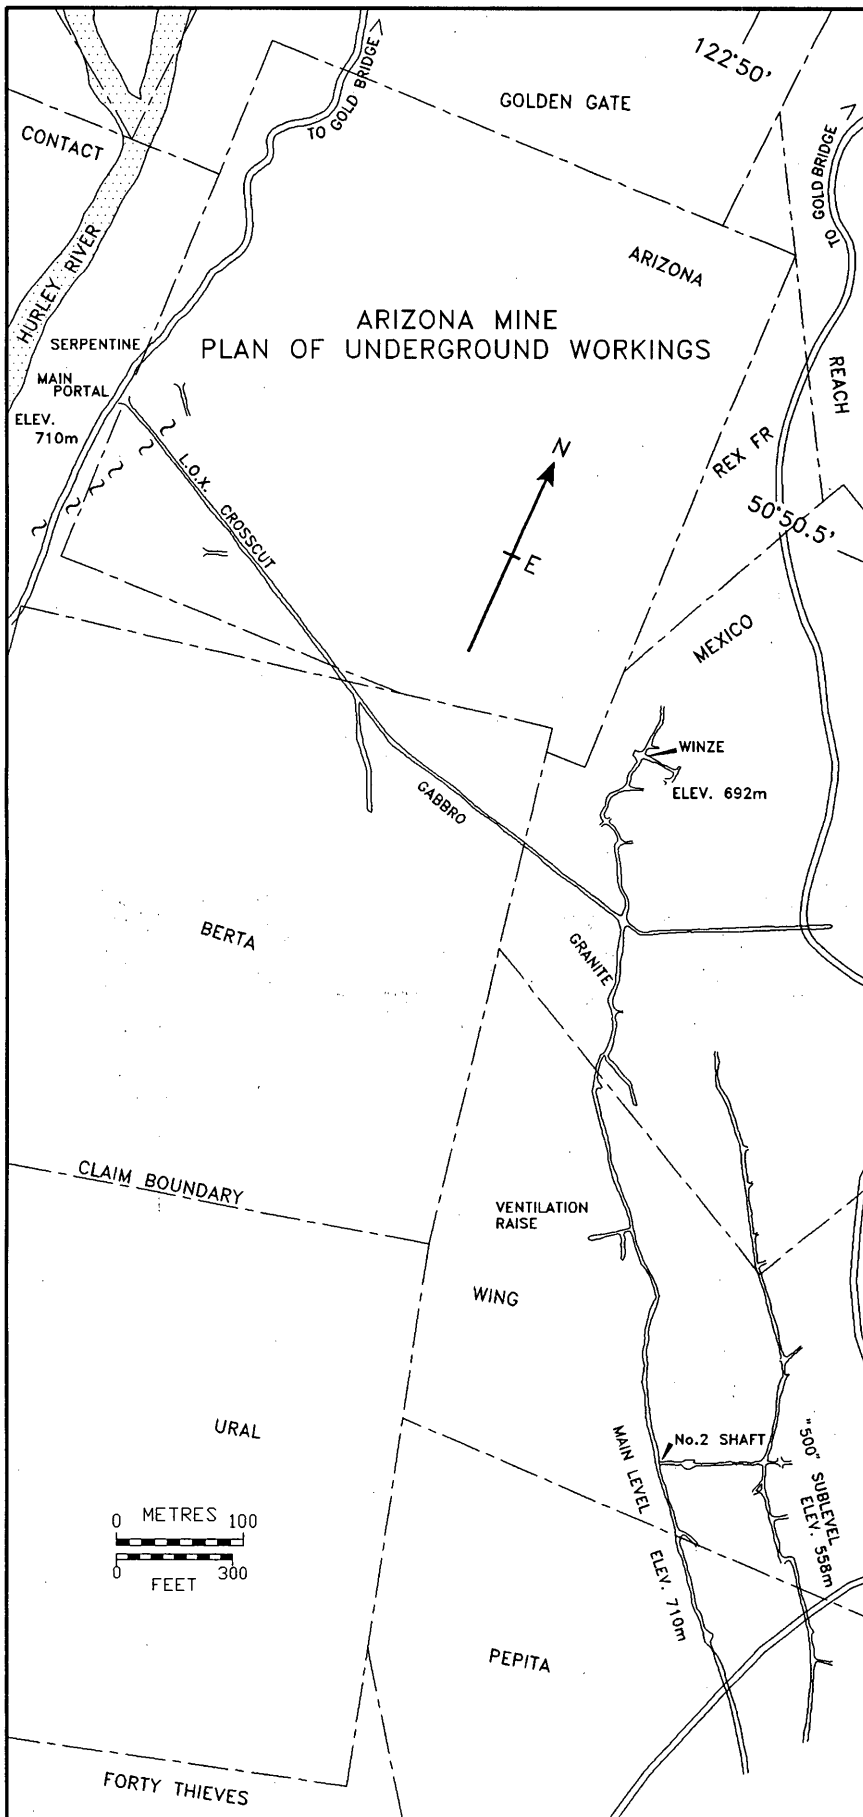 TO GOLD BRIDGE >
122°50'
GOLDEN GATE
CONTACT
TO GOLD BRIDGE >
HURLEY RIVER
ARIZONA
ARIZONA MINE
PLAN OF UNDERGROUND WORKINGS
SERPENTINE
MAIN
PORTAL
ELEV.
710m
REACH
REX FR
N
E
L.O.X. CROSSCUT
50°50.5'
MEXICO
WINZE
ELEV. 692m
GABBRO
BERTA
GRANITE
CLAIM BOUNDARY
VENTILATION
RAISE
WING
URAL
No.2 SHAFT
"500" SUBLEVEL
ELEV. 558m
MAIN LEVEL ELEV. 710m
0 METRES 100
0 300
FEET
PEPITA
FORTY THIEVES